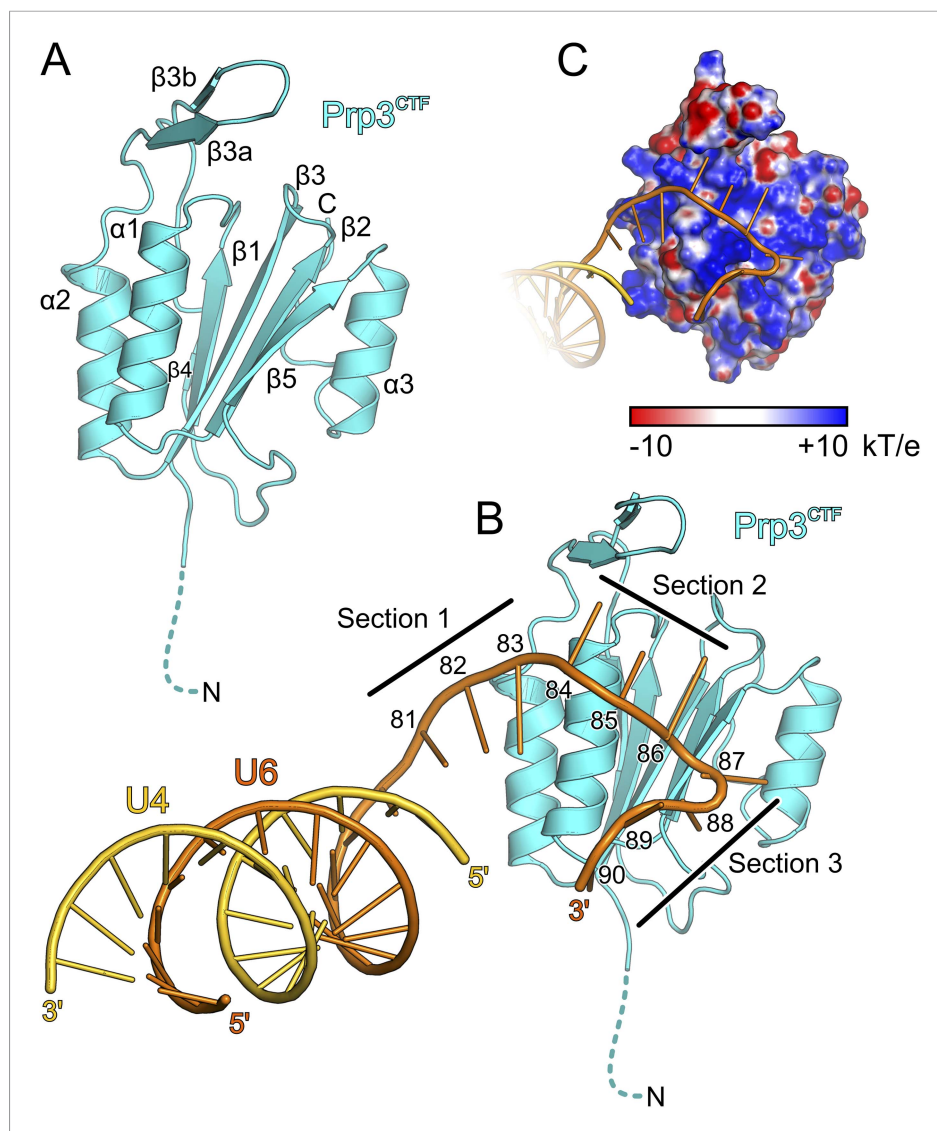 A
β3b
Prp3CTF
β3a
β3
C
α1
β1
β2
α2
β4
β5
α3
N
C
-10
+10 kT/e
B
Prp3CTF
Section 1
Section 2
83
82
84
81
85
86
87
U6
U4
88
89
Section 3
5'
90
3'
3'
5'
N